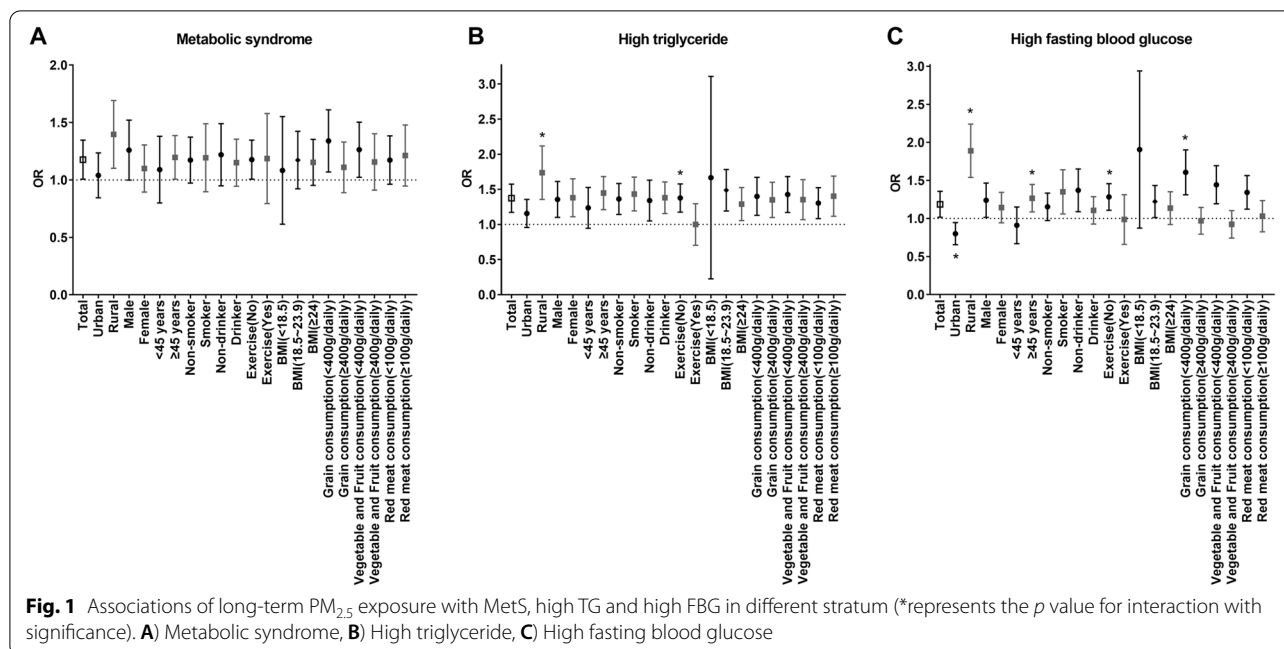 A
Metabolic syndrome
2.0
1.5
1.0
0.5
0.0
OR
Total
Urban
Rural
Male
Female
<45 years
≥45 years
Non-smoker
Smoker
Non-drinker
Drinker
Exercise(No)
Exercise(Yes)
BMI(<18.5)
BMI(18.5~23.9)
BMI(≥24)
Grain consumption(<400g/daily)
Grain consumption(≥400g/daily)
Vegetable and Fruit consumption(<400g/daily)
Vegetable and Fruit consumption(≥400g/daily)
Red meat consumption(<100g/daily)
Red meat consumption(≥100g/daily)
B
High triglyceride
3.0
2.5
2.0
1.5
1.0
0.5
0.0
OR
*
*
Total
Urban
Rural
Male
Female
<45 years
≥45 years
Non-smoker
Smoker
Non-drinker
Drinker
Exercise(No)
Exercise(Yes)
BMI(<18.5)
BMI(18.5~23.9)
BMI(≥24)
Grain consumption(<400g/daily)
Grain consumption(≥400g/daily)
Vegetable and Fruit consumption(<400g/daily)
Vegetable and Fruit consumption(≥400g/daily)
Red meat consumption(<100g/daily)
Red meat consumption(≥100g/daily)
C
High fasting blood glucose
3.0
2.5
2.0
1.5
1.0
0.5
0.0
OR
*
*
*
*
*
Total
Urban
Rural
Male
Female
<45 years
≥45 years
Non-smoker
Smoker
Non-drinker
Drinker
Exercise(No)
Exercise(Yes)
BMI(<18.5)
BMI(18.5~23.9)
BMI(≥24)
Grain consumption(<400g/daily)
Grain consumption(≥400g/daily)
Vegetable and Fruit consumption(<400g/daily)
Vegetable and Fruit consumption(≥400g/daily)
Red meat consumption(<100g/daily)
Red meat consumption(≥100g/daily)
Fig. 1 Associations of long-term PM2.5 exposure with MetS, high TG and high FBG in different stratum (*represents the p value for interaction with
significance). A) Metabolic syndrome, B) High triglyceride, C) High fasting blood glucose